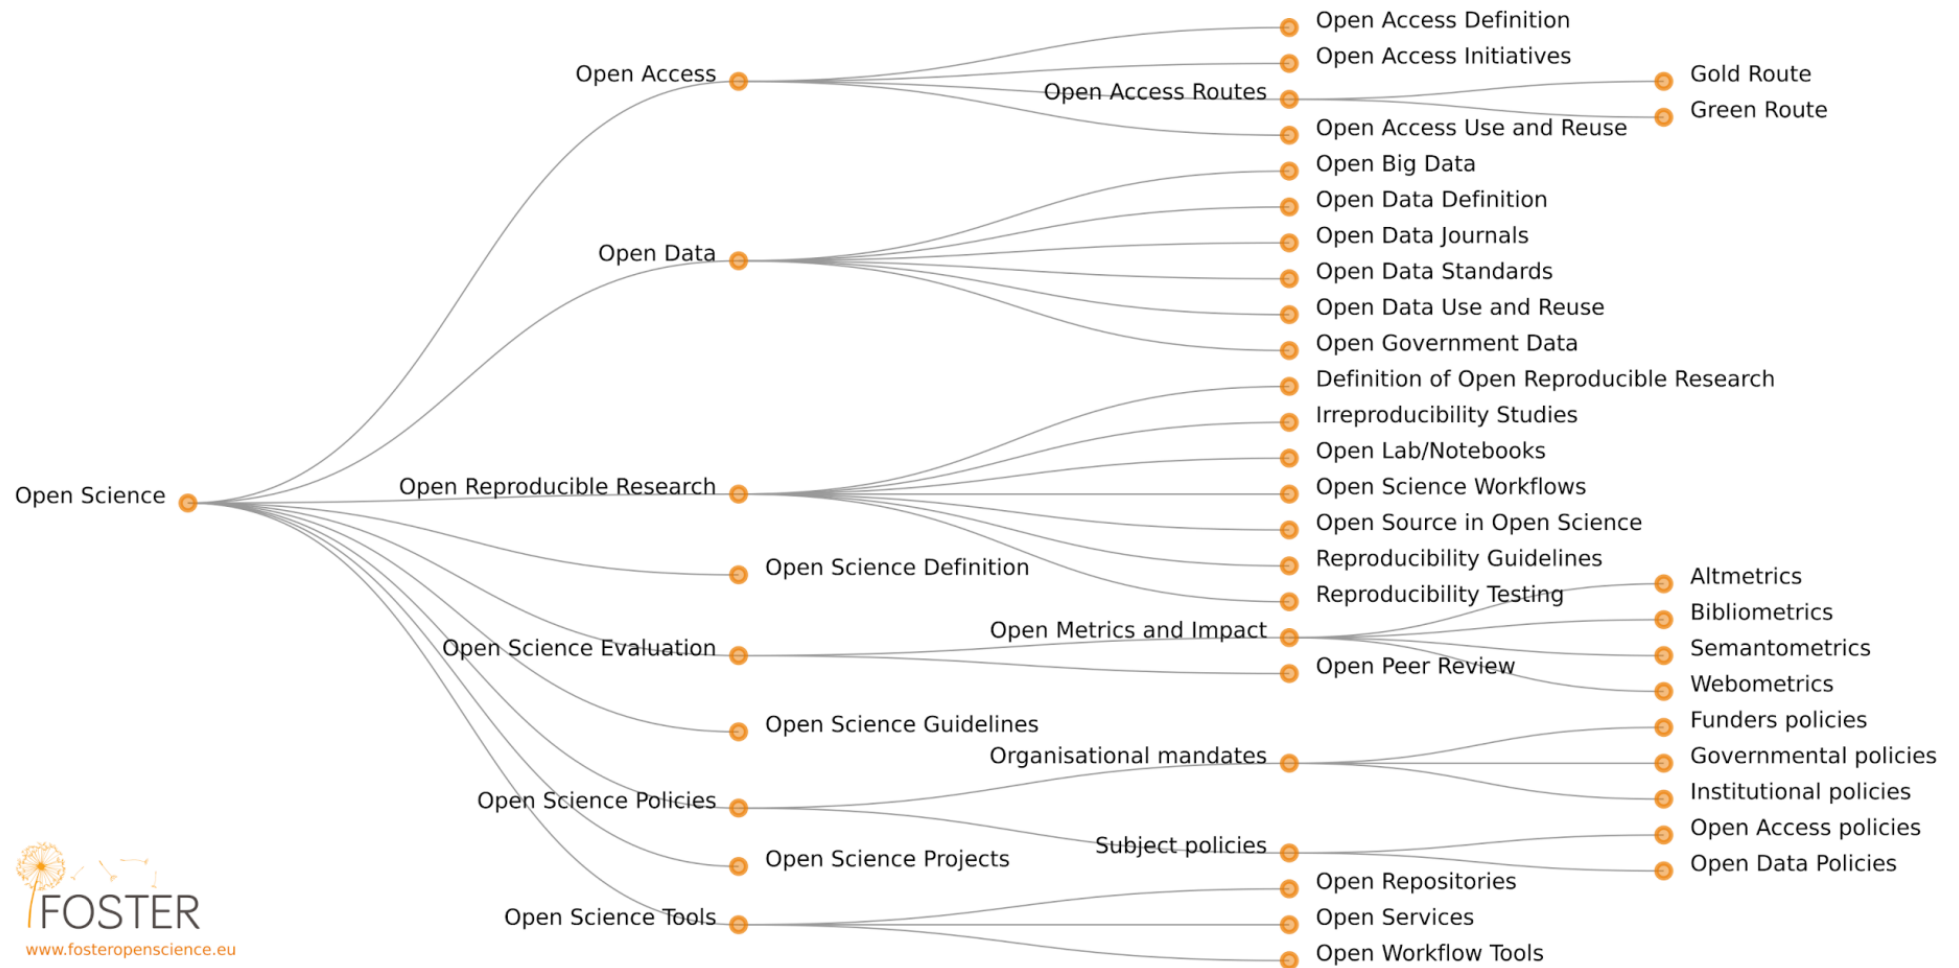 Open Science
Open Access
Open Access Definition
Open Access Initiatives
Open Access Routes
Gold Route
Green Route
Open Access Use and Reuse
Open Data
Open Big Data
Open Data Definition
Open Data Journals
Open Data Standards
Open Data Use and Reuse
Open Government Data
Open Reproducible Research
Definition of Open Reproducible Research
Irreproducibility Studies
Open Lab/Notebooks
Open Science Workflows
Open Source in Open Science
Reproducibility Guidelines
Reproducibility Testing
Open Science Definition
Open Science Evaluation
Open Metrics and Impact
Altmetrics
Bibliometrics
Semantometrics
Webometrics
Open Peer Review
Open Science Guidelines
Open Science Policies
Organisational mandates
Funders policies
Governmental policies
Institutional policies
Subject policies
Open Access policies
Open Data Policies
Open Science Projects
Open Science Tools
Open Repositories
Open Services
Open Workflow Tools
FOSTER
www.fosteropenscience.eu